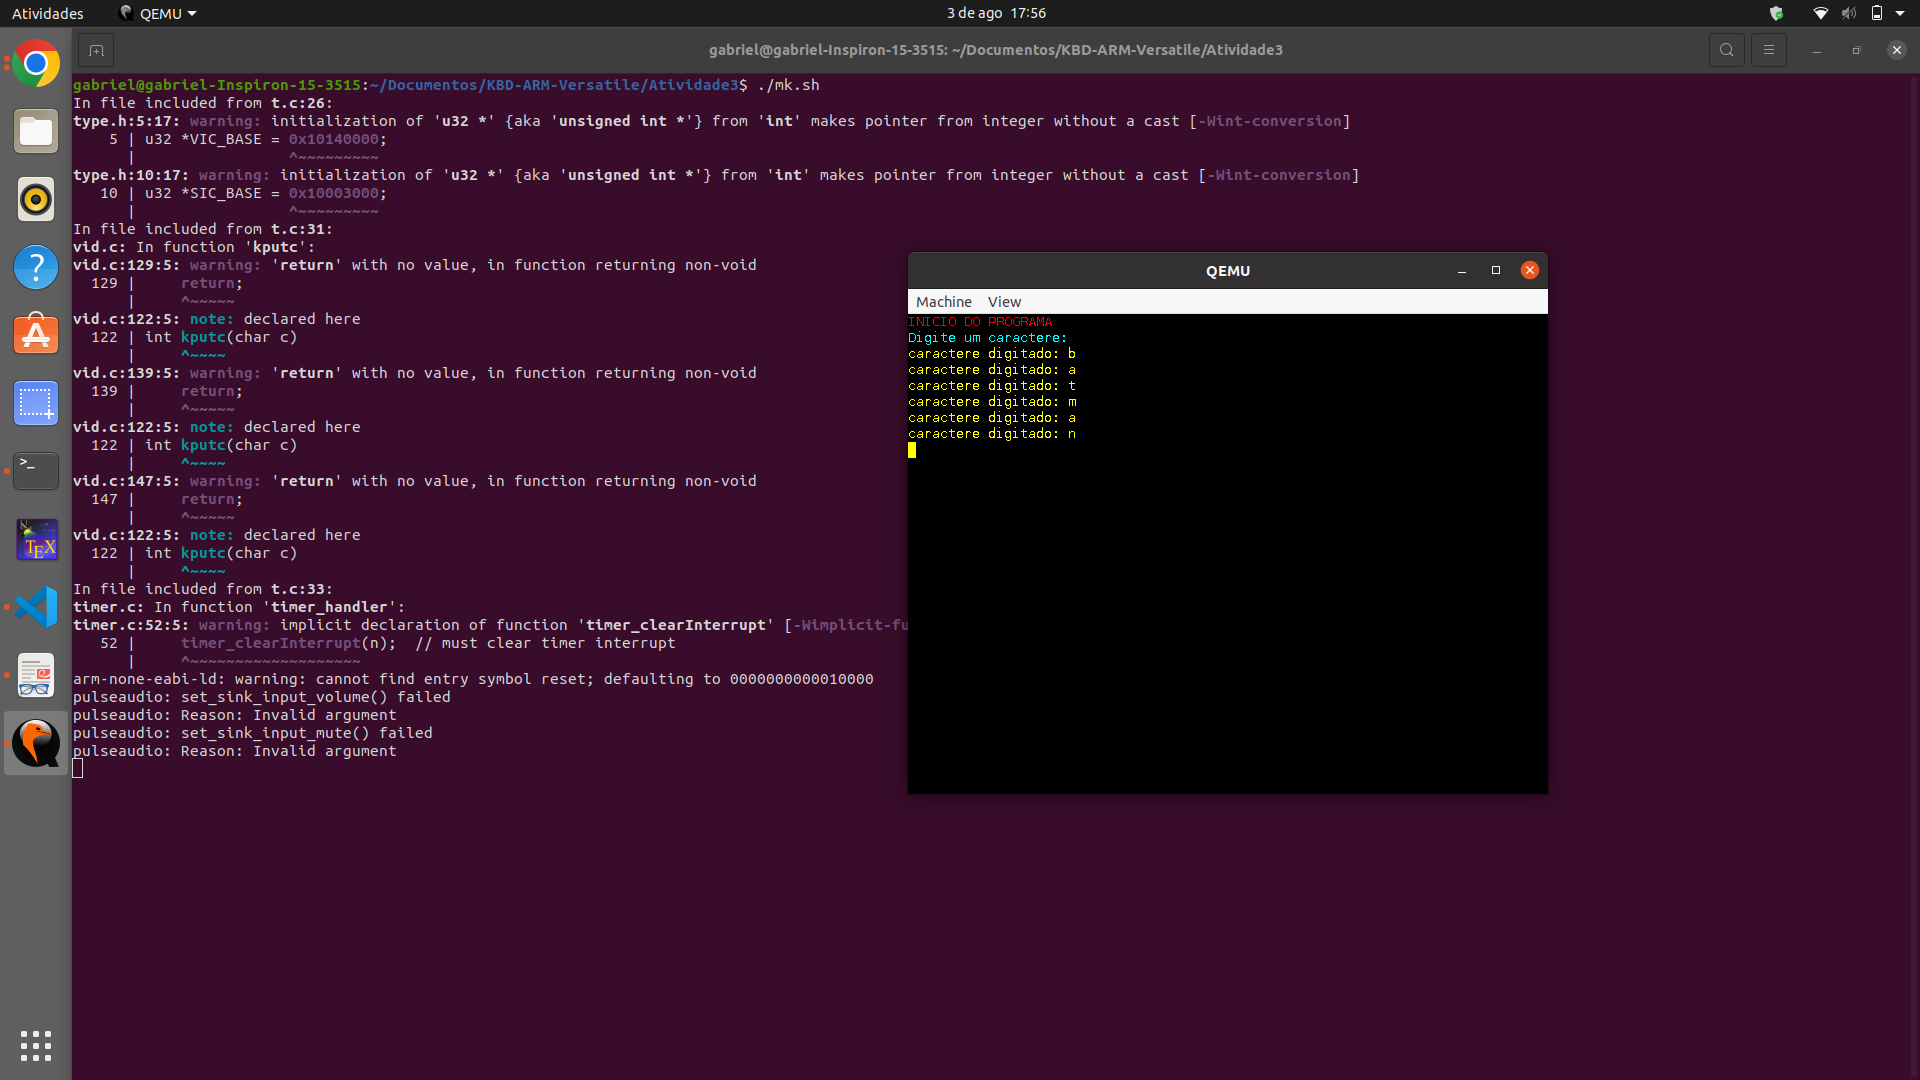 Atividades QEMU 3 de ago 17:56
gabriel@gabriel-Inspiron-15-3515: ~/Documentos/KBD-ARM-Versatile/Atividade3
gabriel@gabriel-Inspiron-15-3515:~/Documentos/KBD-ARM-Versatile/Atividade3$ ./mk.sh
In file included from t.c:26:
type.h:5:17: warning: initialization of 'u32 *' {aka 'unsigned int *'} from 'int' makes pointer from integer without a cast [-Wint-conversion]
    5 | u32 *VIC_BASE = 0x10140000;
      |                 ^~~~~~~~~~
type.h:10:17: warning: initialization of 'u32 *' {aka 'unsigned int *'} from 'int' makes pointer from integer without a cast [-Wint-conversion]
   10 | u32 *SIC_BASE = 0x10003000;
      |                 ^~~~~~~~~~
In file included from t.c:31:
vid.c: In function 'kputc':
vid.c:129:5: warning: 'return' with no value, in function returning non-void
  129 |     return;
      |     ^~~~~~
vid.c:122:5: note: declared here
  122 | int kputc(char c)
      |     ^~~~~
vid.c:139:5: warning: 'return' with no value, in function returning non-void
  139 |     return;
      |     ^~~~~~
vid.c:122:5: note: declared here
  122 | int kputc(char c)
      |     ^~~~~
vid.c:147:5: warning: 'return' with no value, in function returning non-void
  147 |     return;
      |     ^~~~~~
vid.c:122:5: note: declared here
  122 | int kputc(char c)
      |     ^~~~~
In file included from t.c:33:
timer.c: In function 'timer_handler':
timer.c:52:5: warning: implicit declaration of function 'timer_clearInterrupt' [-Wimplicit-fu
   52 |     timer_clearInterrupt(n);  // must clear timer interrupt
      |     ^~~~~~~~~~~~~~~~~~~~
arm-none-eabi-ld: warning: cannot find entry symbol reset; defaulting to 0000000000010000
pulseaudio: set_sink_input_volume() failed
pulseaudio: Reason: Invalid argument
pulseaudio: set_sink_input_mute() failed
pulseaudio: Reason: Invalid argument
QEMU
Machine View
INICIO DO PROGRAMA
Digite um caractere:
caractere digitado: b
caractere digitado: a
caractere digitado: t
caractere digitado: m
caractere digitado: a
caractere digitado: n
TEX